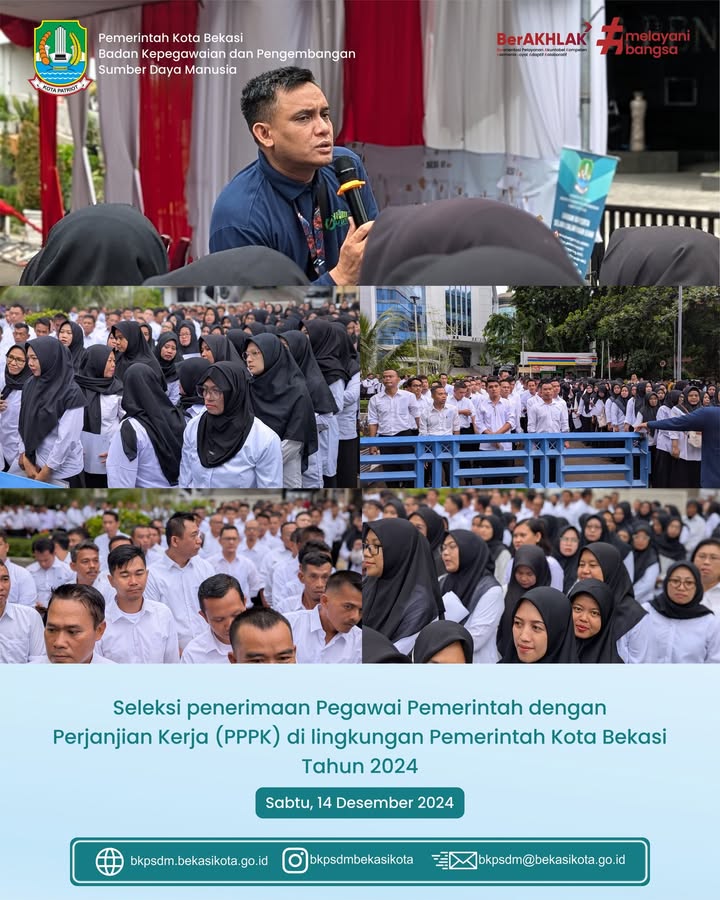 Pemerintah Kota Bekasi
Badan Kepegawaian dan Pengembangan
Sumber Daya Manusia
KOTA PATRIOT
BerAKHLAK
#melayani
bangsa
Seleksi penerimaan Pegawai Pemerintah dengan
Perjanjian Kerja (PPPK) di lingkungan Pemerintah Kota Bekasi
Tahun 2024
Sabtu, 14 Desember 2024
bkpsdm.bekasikota.go.id
bkpsdmbekasikota
bkpsdm@bekasikota.go.id